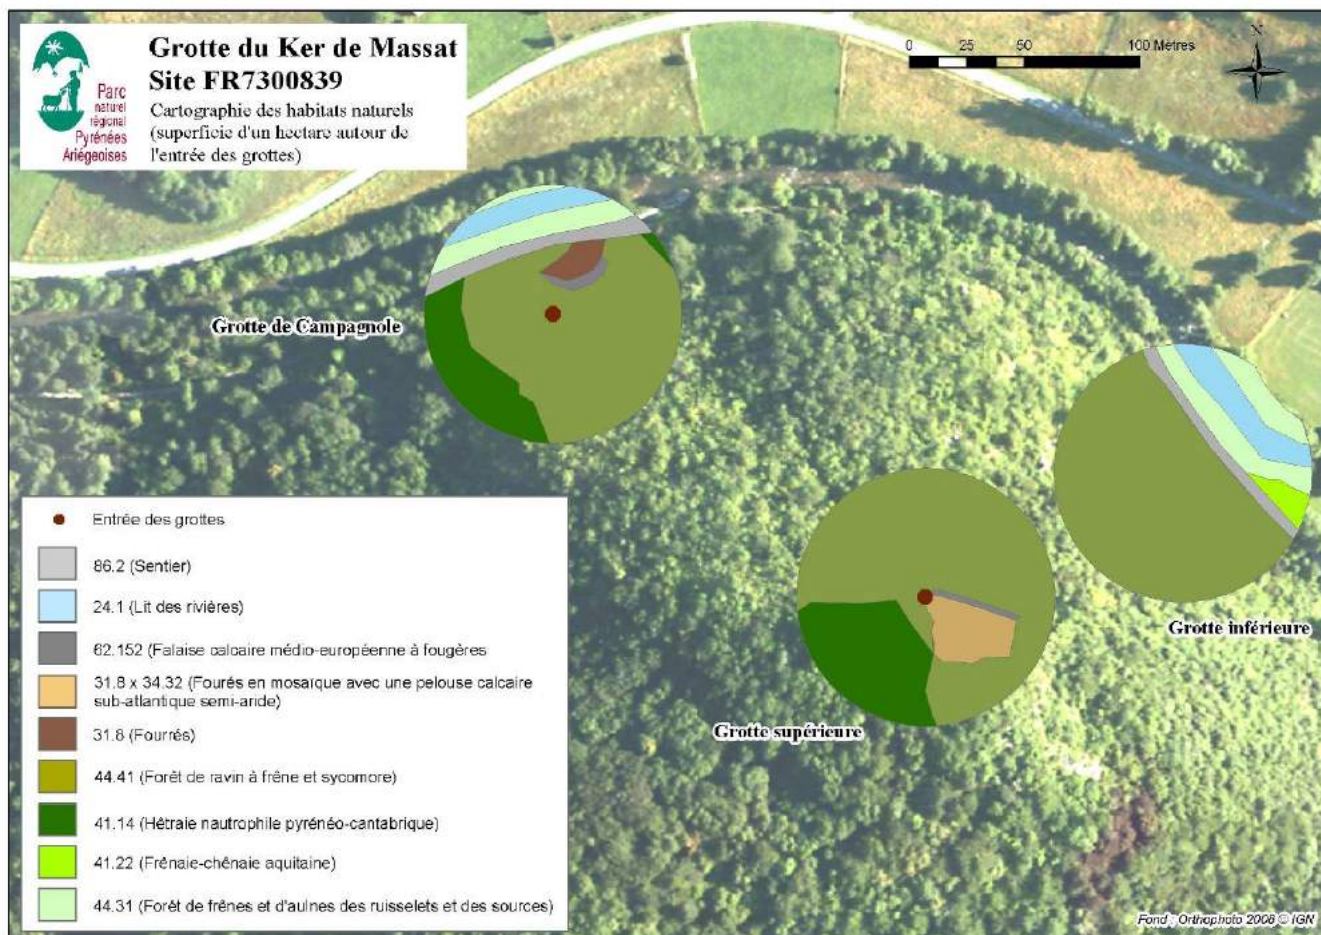 Parc
naturel
régional
Pyrénées
Ariégeoises
Grotte du Ker de Massat
Site FR7300839
Cartographie des habitats naturels
(superficie d'un hectare autour de
l'entrée des grottes)
0 25 50 100 Mètres
N
Grotte de Campagnole
Grotte inférieure
Grotte supérieure
Entrée des grottes
86.2 (Sentier)
24.1 (Lit des rivières)
62.152 (Falaise calcaire médio-européenne à fougères
31.8 x 34.32 (Fourés en mosaïque avec une pelouse calcaire
sub-atlantique semi-aride)
31.8 (Fourrés)
44.41 (Forêt de ravin à frêne et sycomore)
41.14 (Hêtraie nautrophile pyrénéo-cantabrique)
41.22 (Frênaie-chênaie aquitaine)
44.31 (Forêt de frênes et d'aulnes des ruisselets et des sources)
Fond : Orthophoto 2008 © IGN